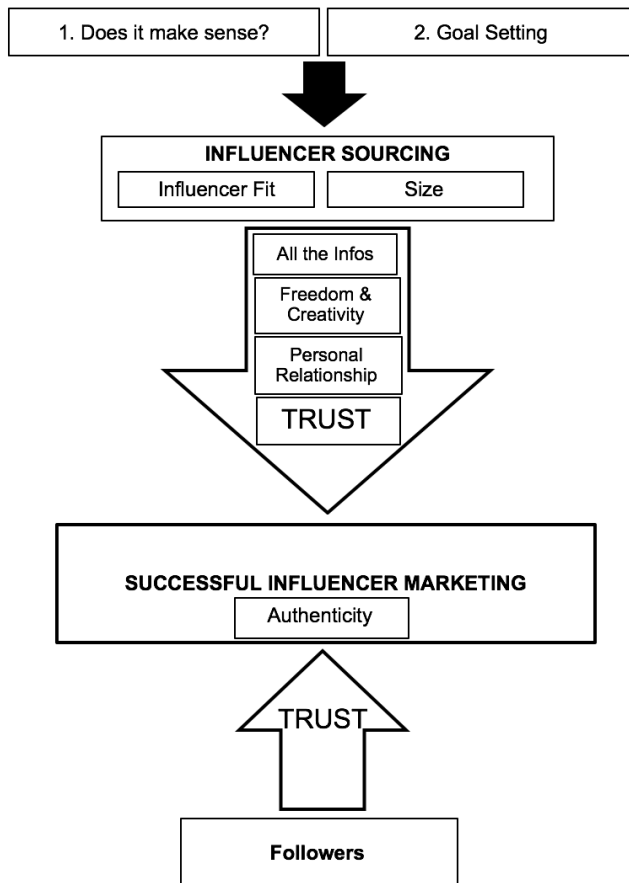 1. Does it make sense?
2. Goal Setting
INFLUENCER SOURCING
Influencer Fit
Size
All the Infos
Freedom &
Creativity
Personal
Relationship
TRUST
SUCCESSFUL INFLUENCER MARKETING
Authenticity
TRUST
Followers